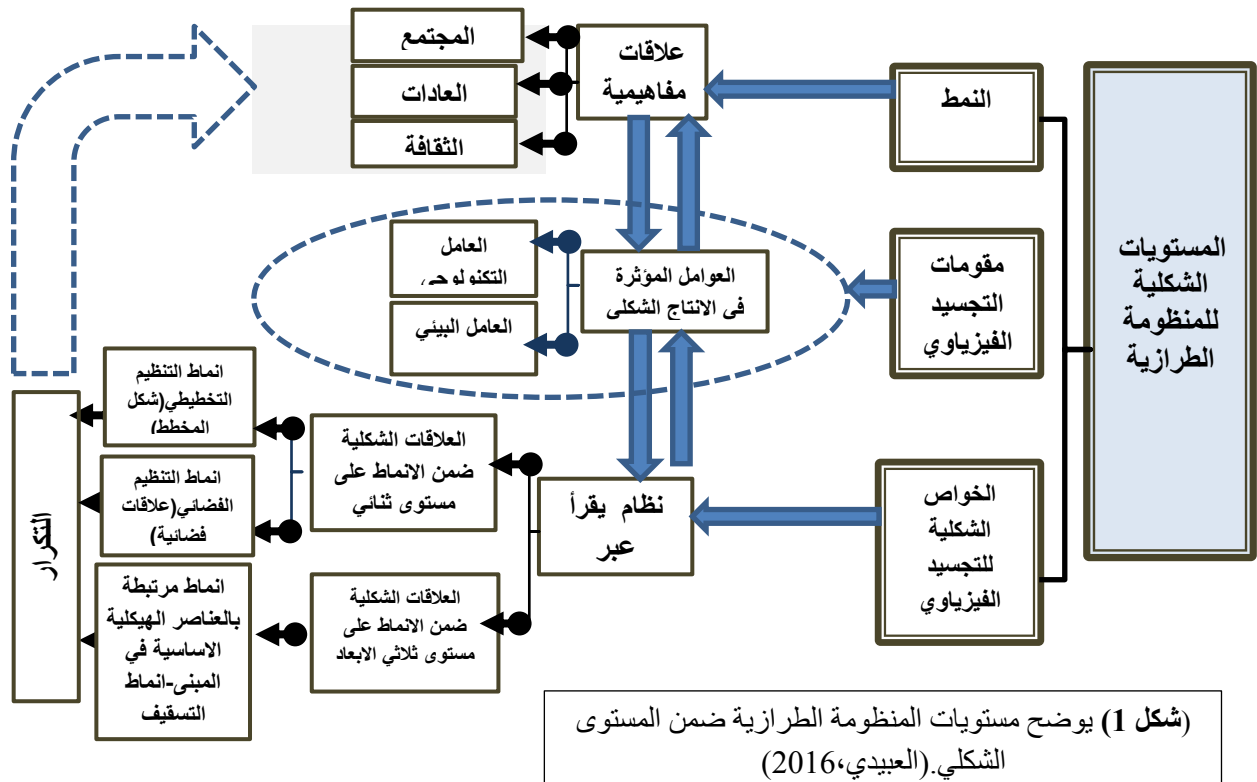 المستويات
الشكلية
للمنظومة
الطرازية
النمط
علاقات
مفاهيمية
المجتمع
العادات
الثقافة
مقومات
التجسيد
الفيزياوي
العوامل المؤثرة
في الانتاج الشكلي
العامل
التكنولوجي
العامل البيئي
الخواص
الشكلية
للتجسيد
الفيزياوي
نظام يقرأ
عبر
العلاقات الشكلية
ضمن الانماط على
مستوى ثنائي
العلاقات الشكلية
ضمن الانماط على
مستوى ثلاثي الابعاد
انماط التنظيم
التخطيطي(شكل
المخطط)
انماط التنظيم
الفضائي(علاقات
فضائية)
انماط مرتبطة
بالعناصر الهيكلية
الاساسية في
المبنى-انماط
التسقيف
التكرار
(شكل 1) يوضح مستويات المنظومة الطرازية ضمن المستوى
الشكلي.(العبيدي،2016)